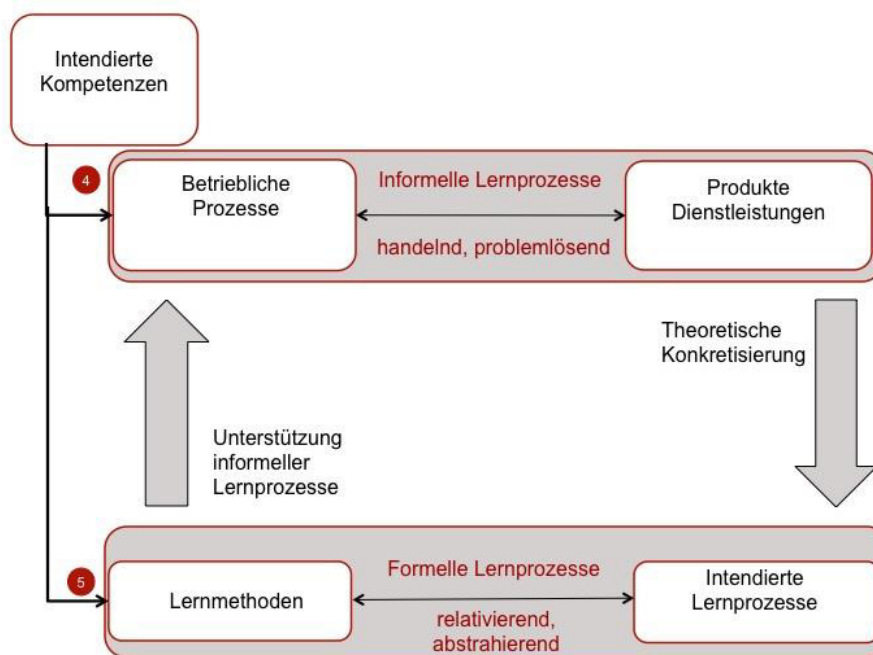 Intendierte
Kompetenzen
4
Betriebliche
Prozesse
Informelle Lernprozesse
handelnd, problemlösend
Produkte
Dienstleistungen
Theoretische
Konkretisierung
Unterstützung
informeller
Lernprozesse
5
Lernmethoden
Formelle Lernprozesse
relativierend,
abstrahierend
Intendierte
Lernprozesse